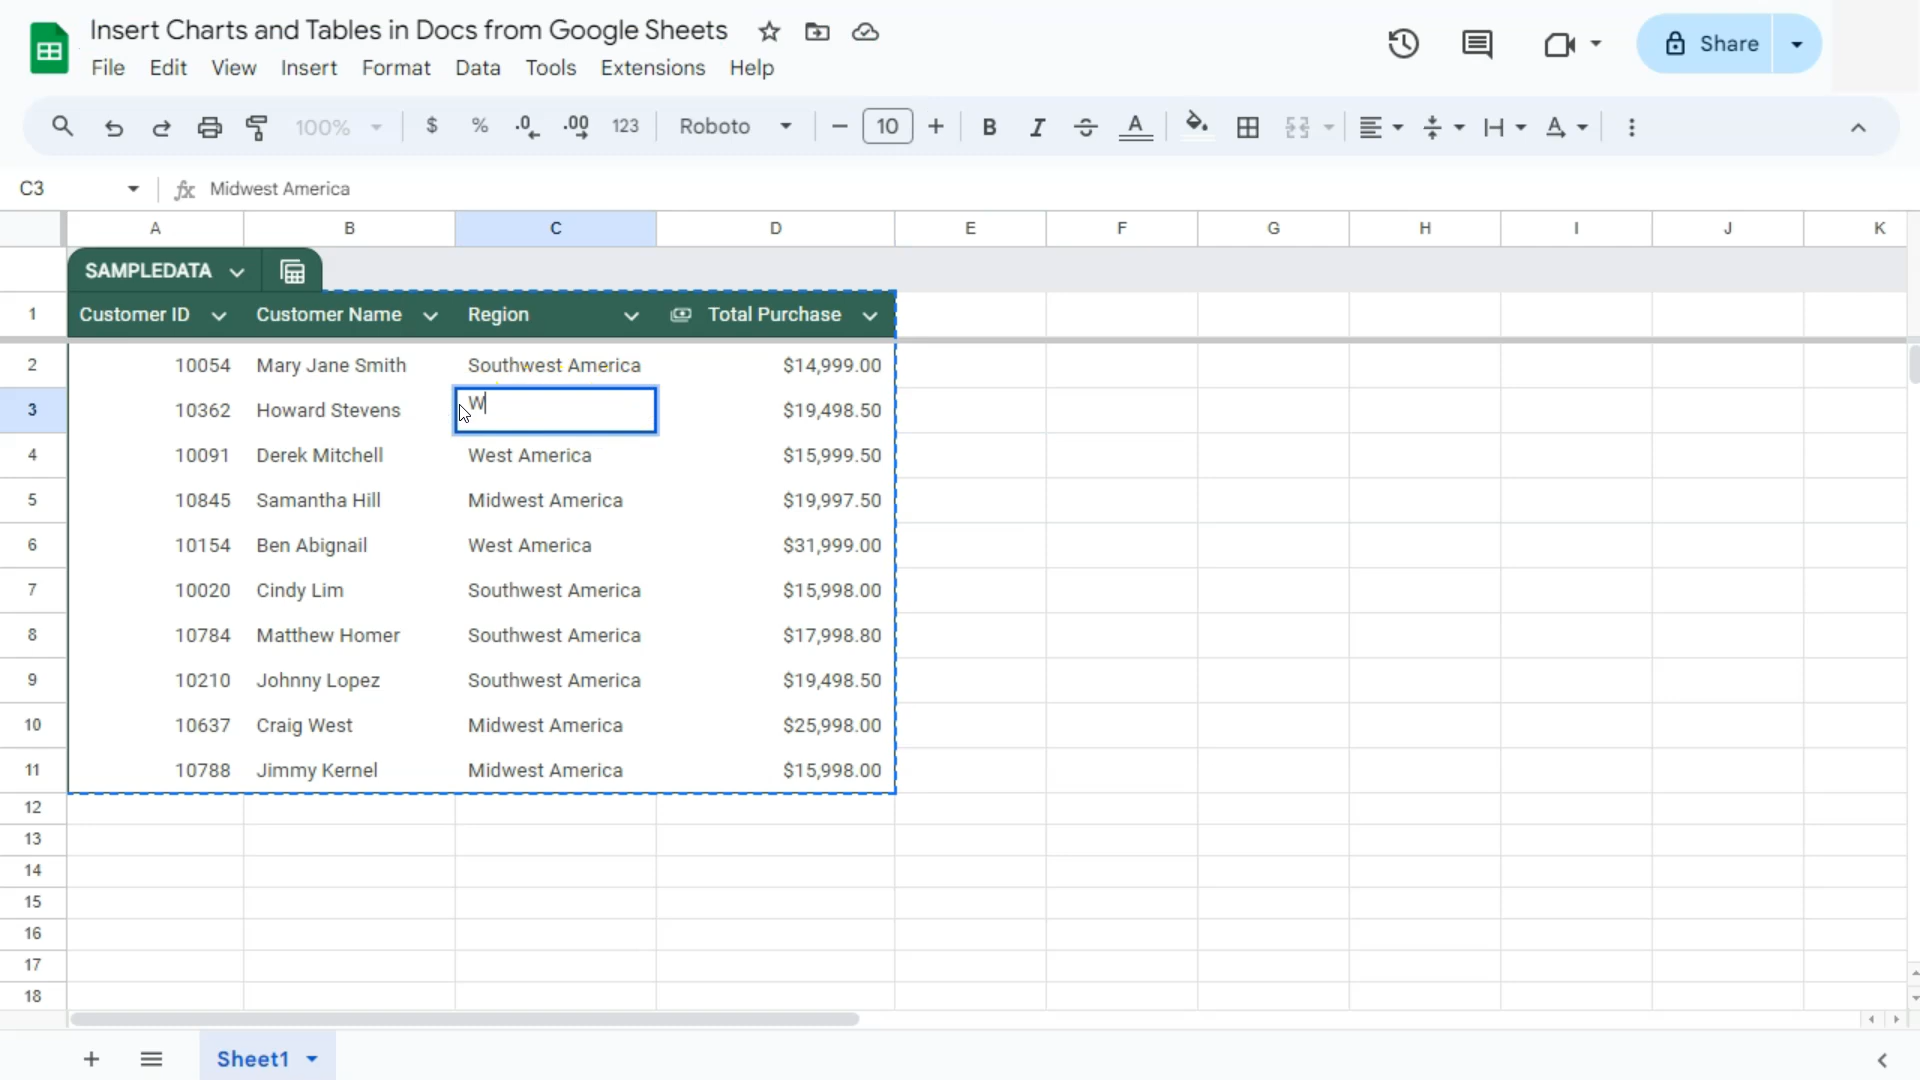 Insert Charts and Tables in Docs from Google Sheets
File Edit View Insert Format Data Tools Extensions Help
Share
100% $ % .0 .00 123 Roboto 10 B I S A A
C3 fx Midwest America
A B C D E F G H I J K
SAMPLEDATA
1 Customer ID Customer Name Region Total Purchase
2 10054 Mary Jane Smith Southwest America $14,999.00
3 10362 Howard Stevens W $19,498.50
4 10091 Derek Mitchell West America $15,999.50
5 10845 Samantha Hill Midwest America $19,997.50
6 10154 Ben Abignail West America $31,999.00
7 10020 Cindy Lim Southwest America $15,998.00
8 10784 Matthew Homer Southwest America $17,998.80
9 10210 Johnny Lopez Southwest America $19,498.50
10 10637 Craig West Midwest America $25,998.00
11 10788 Jimmy Kernel Midwest America $15,998.00
12
13
14
15
16
17
18
Sheet1